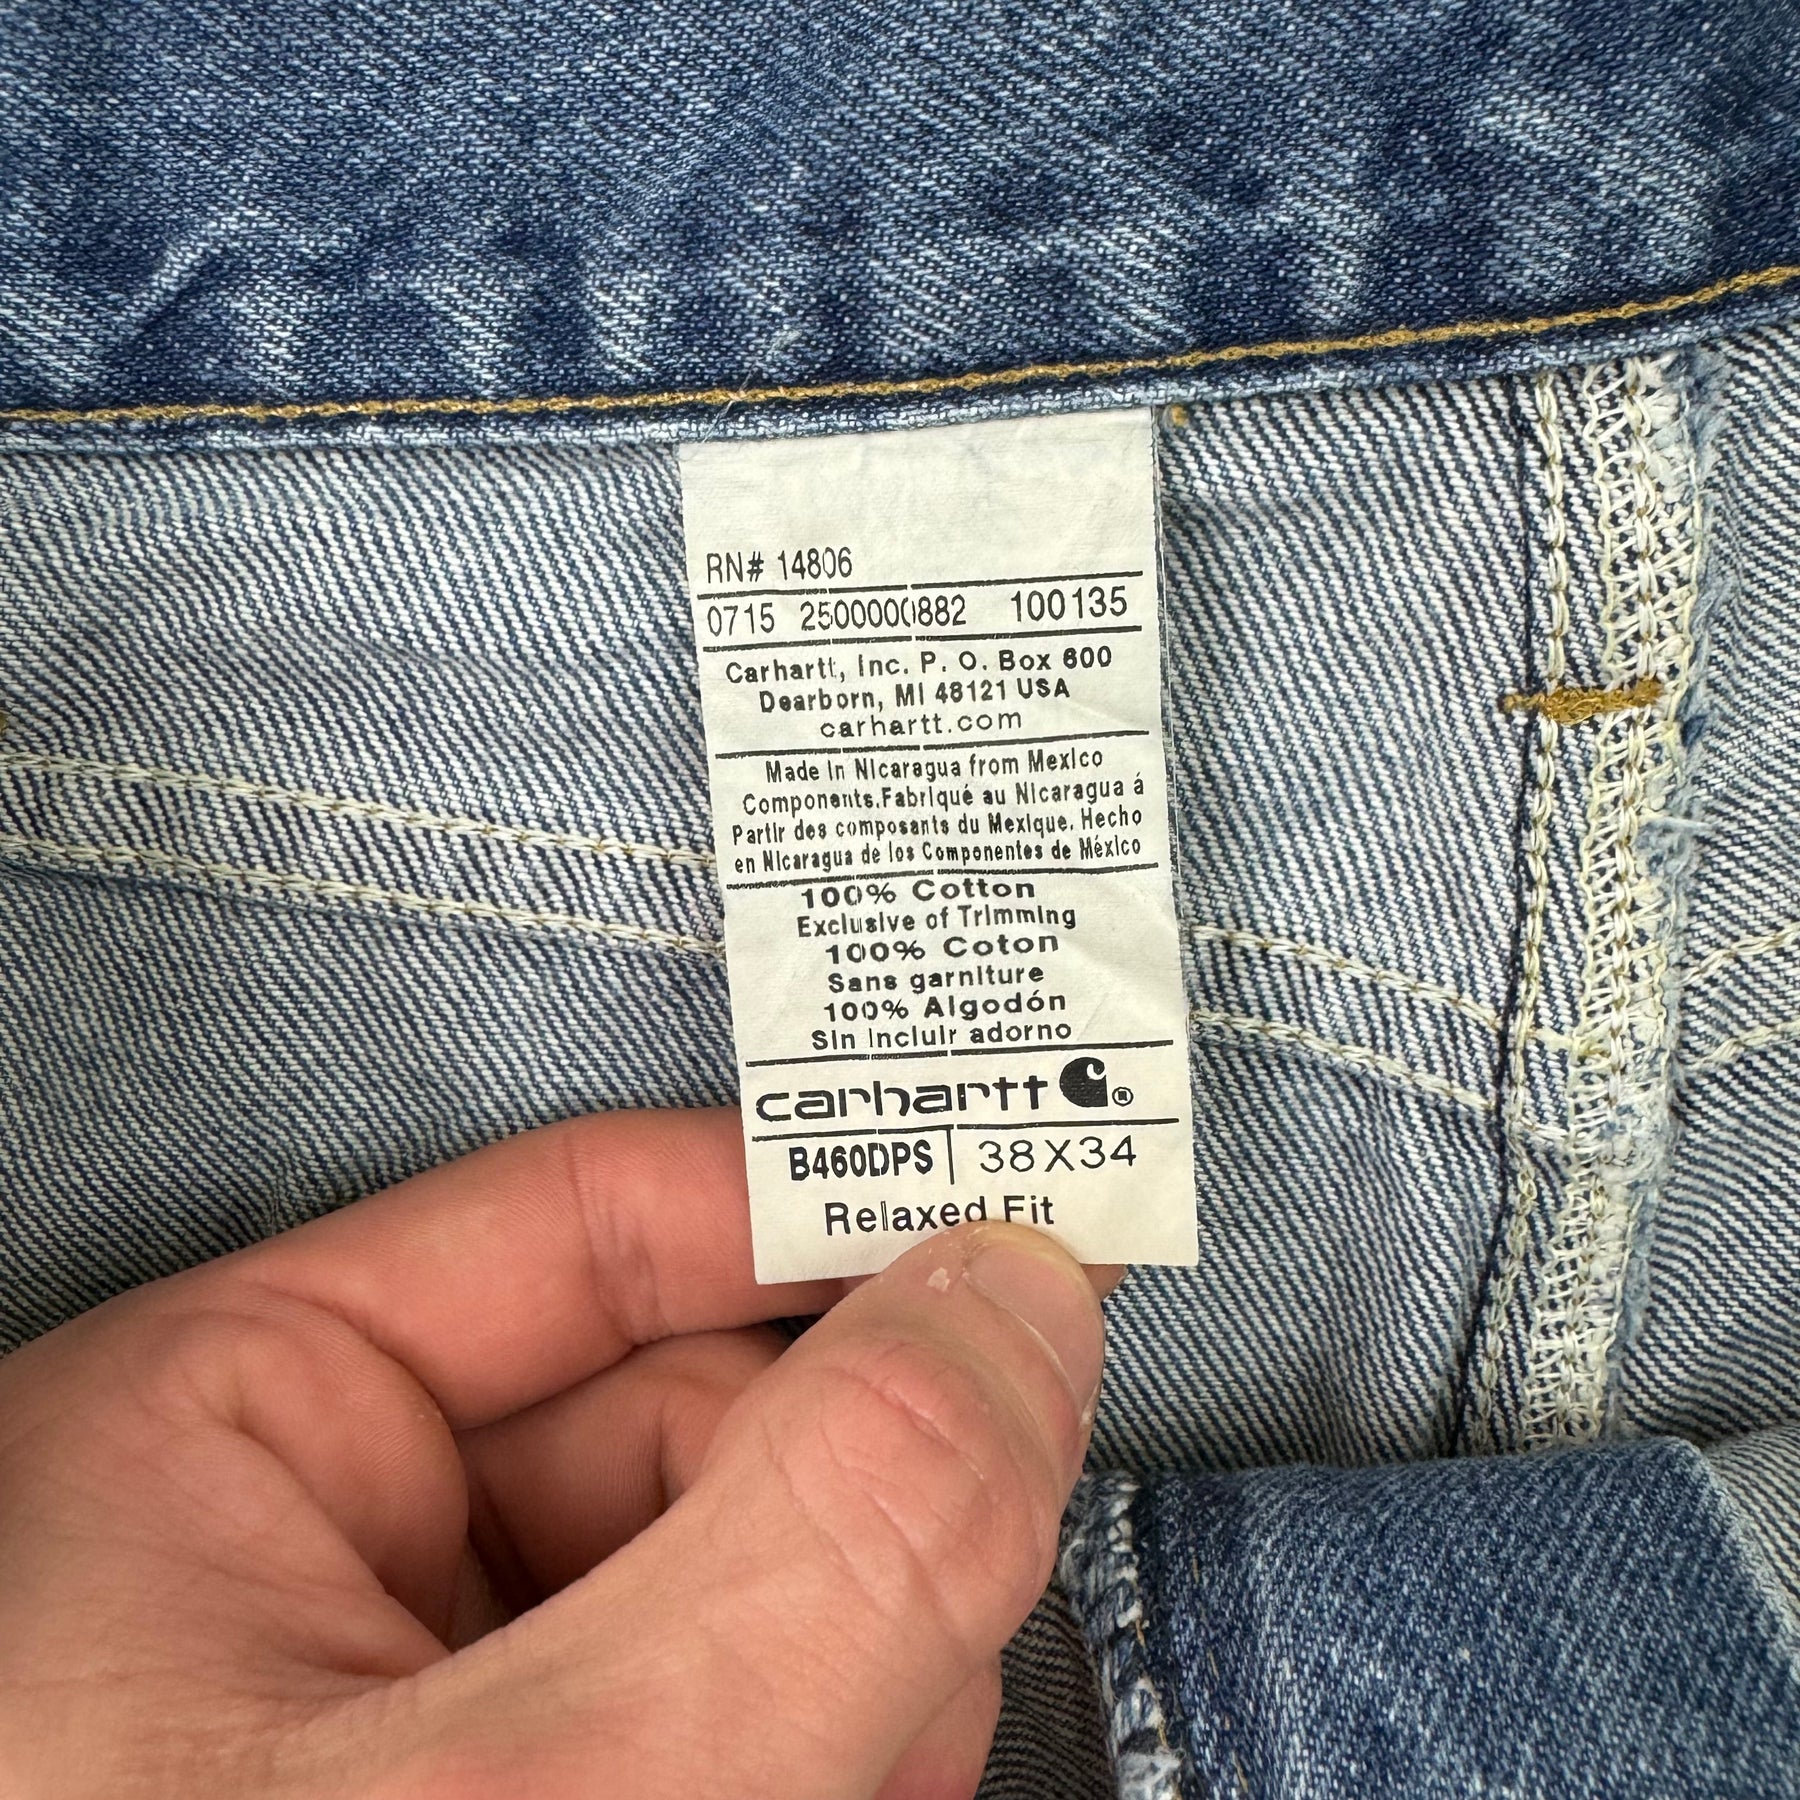 RN# 14806
0715 2500000882 100135
Carhartt, Inc. P. O. Box 600
Dearborn, MI 48121 USA
carhartt.com
Made in Nicaragua from Mexico
Components.Fabriqué au Nicaragua á
Partir des composants du Mexique. Hecho
en Nicaragua de los Componentes de México
100% Cotton
Exclusive of Trimming
100% Coton
Sans garniture
100% Algodón
Sin Incluir adorno
carhartt ®
B460DPS | 38X34
Relaxed Fit